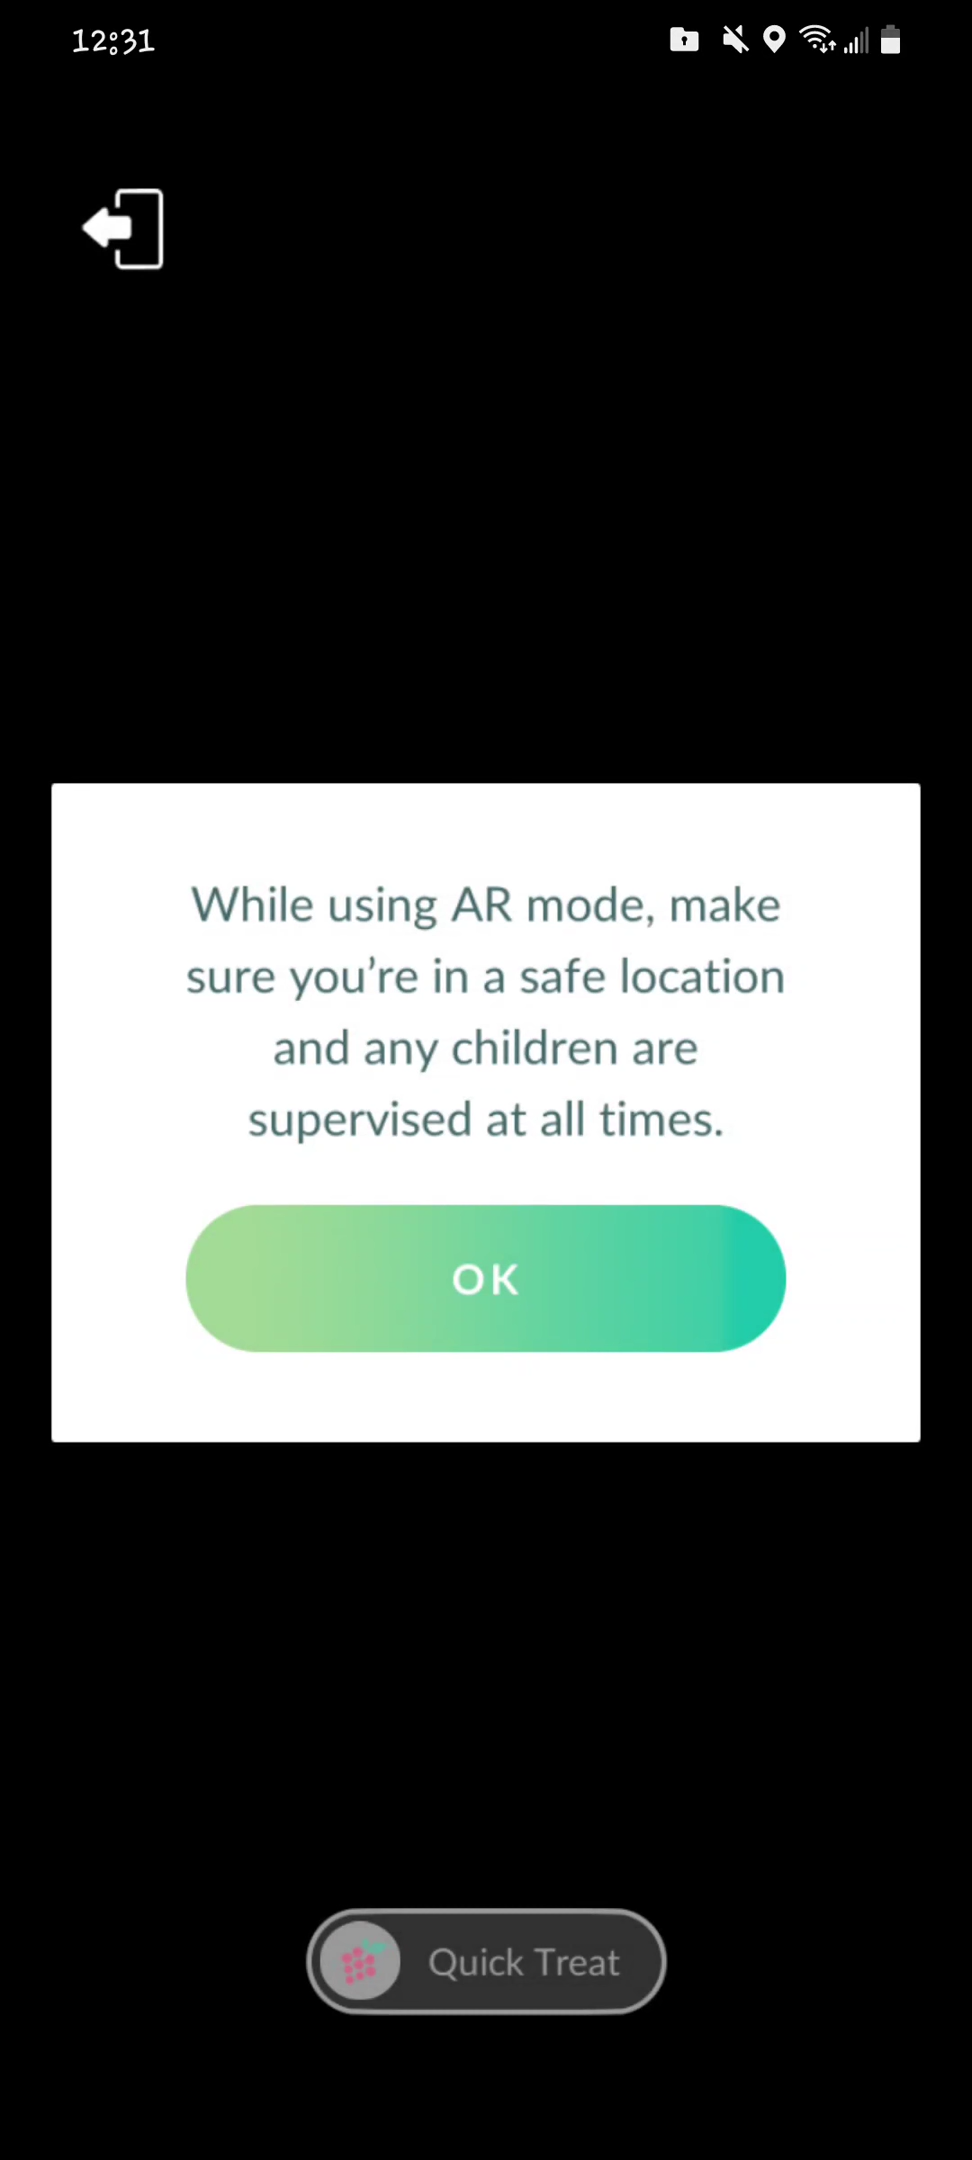 12:31
While using AR mode, make
sure you’re in a safe location
and any children are
supervised at all times.
OK
Quick Treat